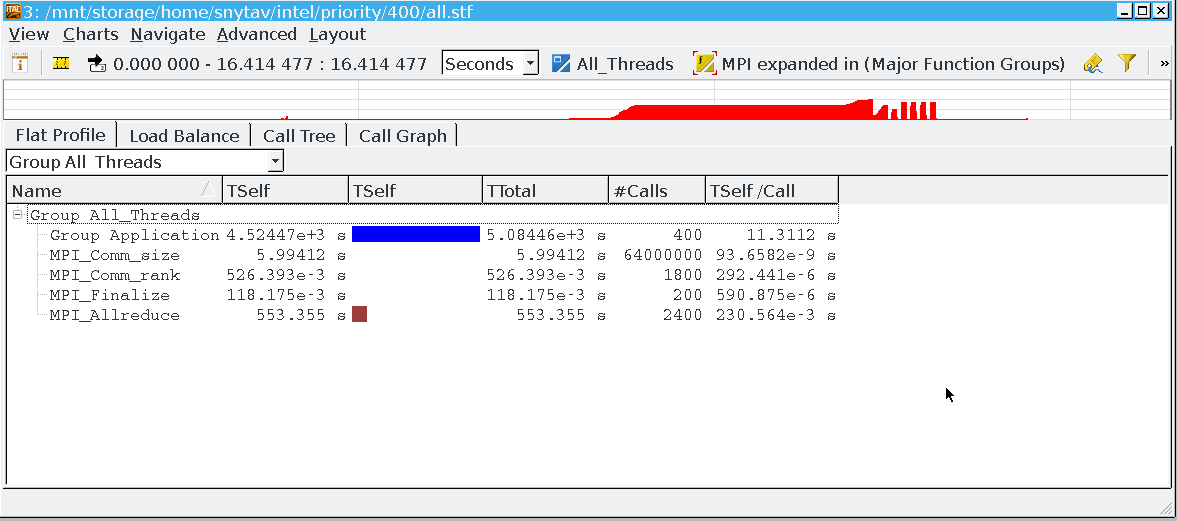 ITAC 3: /mnt/storage/home/snytav/intel/priority/400/all.stf
View Charts Navigate Advanced Layout
0.000 000 - 16.414 477 : 16.414 477 Seconds All_Threads MPI expanded in (Major Function Groups) »
Flat Profile Load Balance Call Tree Call Graph
Group All_Threads
Name TSelf TSelf TTotal #Calls TSelf /Call
Group All_Threads
Group Application 4.52447e+3 s 5.08446e+3 s 400 11.3112 s
MPI_Comm_size 5.99412 s 5.99412 s 64000000 93.6582e-9 s
MPI_Comm_rank 526.393e-3 s 526.393e-3 s 1800 292.441e-6 s
MPI_Finalize 118.175e-3 s 118.175e-3 s 200 590.875e-6 s
MPI_Allreduce 553.355 s 553.355 s 2400 230.564e-3 s